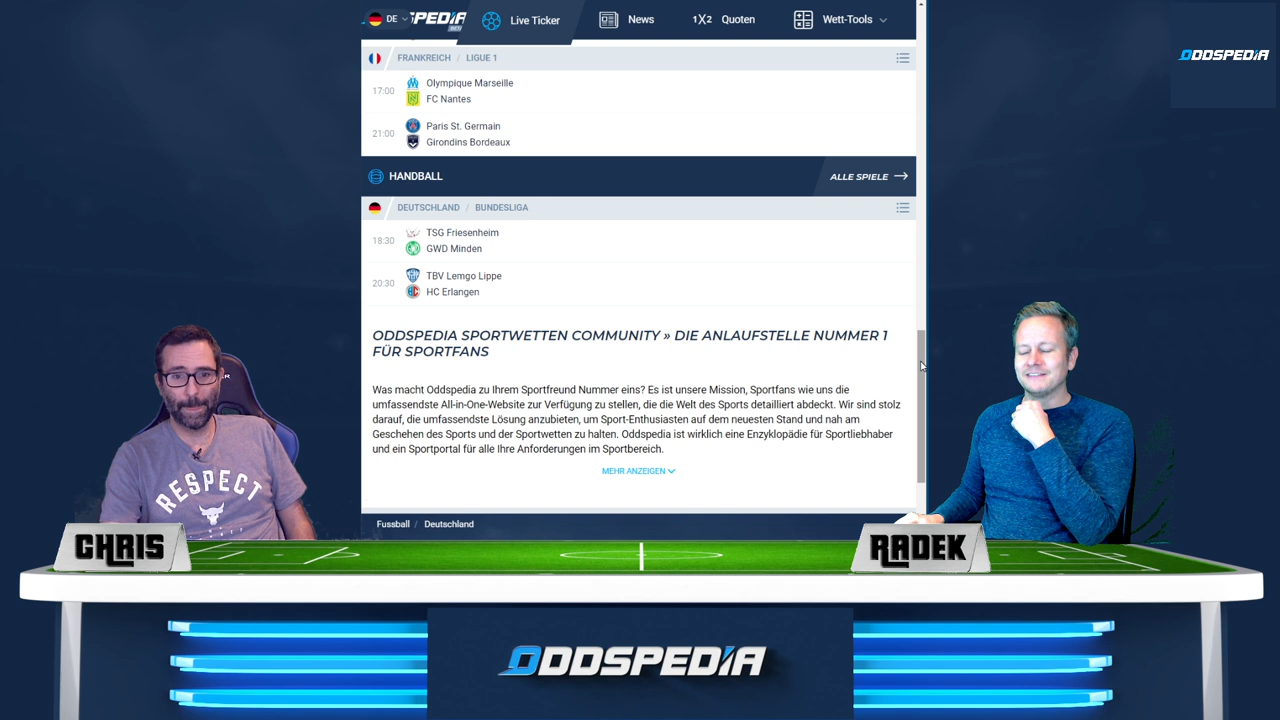 DE
Live Ticker
News
1X2 Quoten
Wett-Tools
ODDSPEDIA
FRANKREICH / LIGUE 1
17:00
Olympique Marseille
FC Nantes
21:00
Paris St. Germain
Girondins Bordeaux
HANDBALL
ALLE SPIELE
DEUTSCHLAND / BUNDESLIGA
18:30
TSG Friesenheim
GWD Minden
20:30
TBV Lemgo Lippe
HC Erlangen
ODDSPEDIA SPORTWETTEN COMMUNITY » DIE ANLAUFSTELLE NUMMER 1
FÜR SPORTFANS
Was macht Oddspedia zu Ihrem Sportfreund Nummer eins? Es ist unsere Mission, Sportfans wie uns die
umfassendste All-in-One-Website zur Verfügung zu stellen, die die Welt des Sports detailliert abdeckt. Wir sind stolz
darauf, die umfassendste Lösung anzubieten, um Sport-Enthusiasten auf dem neuesten Stand und nah am
Geschehen des Sports und der Sportwetten zu halten. Oddspedia ist wirklich eine Enzyklopädie für Sportliebhaber
und ein Sportportal für alle Ihre Anforderungen im Sportbereich.
MEHR ANZEIGEN
Fussball / Deutschland
RESPECT
CHRIS
RADEK
ODDSPEDIA